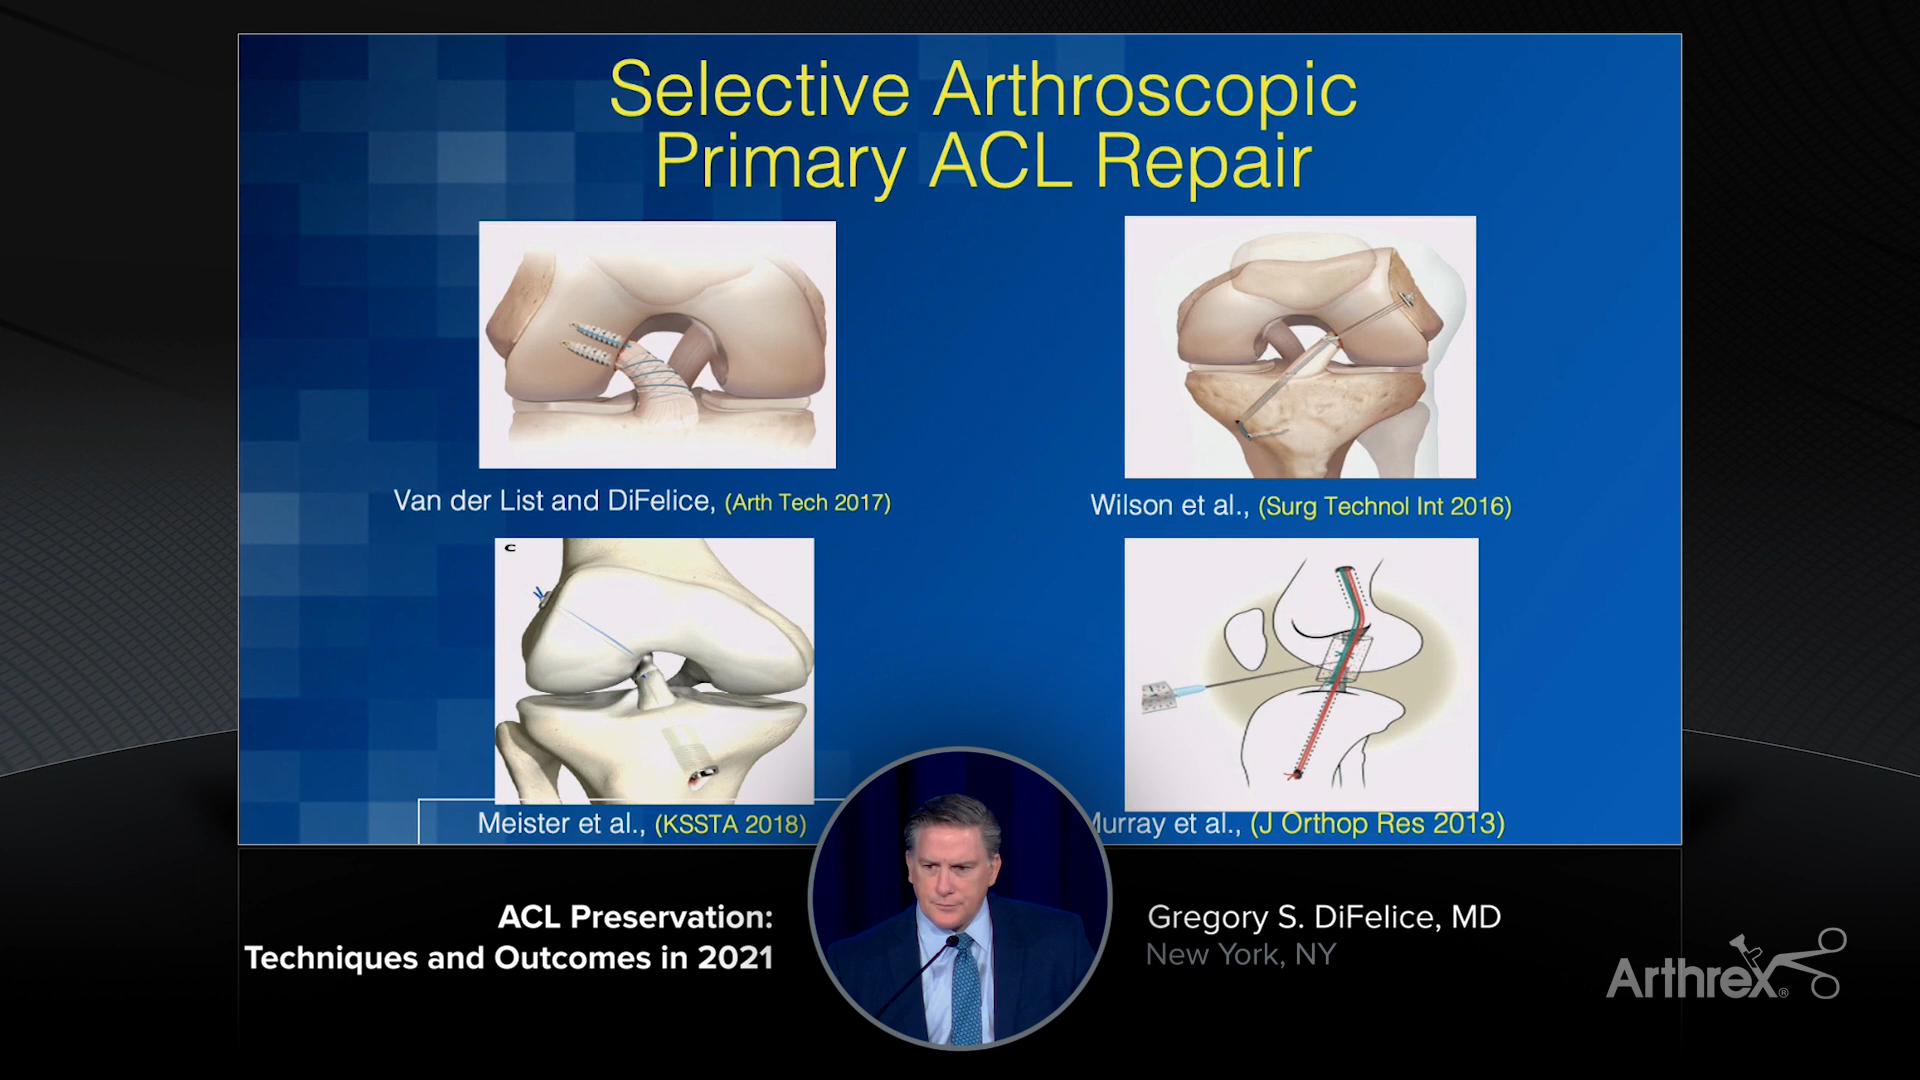 Selective Arthroscopic
Primary ACL Repair
Van der List and DiFelice, (Arth Tech 2017)
Wilson et al., (Surg Technol Int 2016)
C
Meister et al., (KSSTA 2018)
Murray et al., (J Orthop Res 2013)
ACL Preservation:
Techniques and Outcomes in 2021
Gregory S. DiFelice, MD
New York, NY
Arthrex®